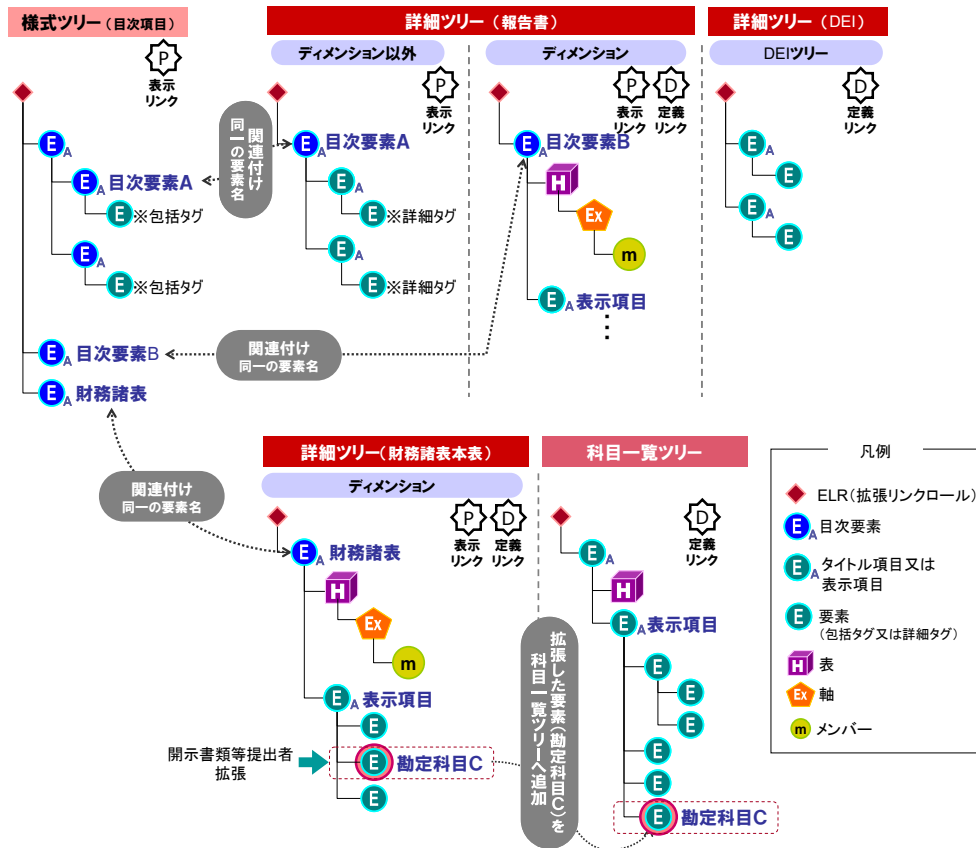 様式ツリー（目次項目）
詳細ツリー（報告書）
詳細ツリー（DEI）
ディメンション以外
ディメンション
DEIツリー
P
表示
リンク
P
表示
リンク
P
表示
リンク
D
定義
リンク
D
定義
リンク
E A
E A 目次要素A
E ※包括タグ
E A
E ※包括タグ
E A 目次要素B
E A 財務諸表
関連付け
同一の要素名
E A 目次要素A
E A
E ※詳細タグ
E A
E ※詳細タグ
E A 目次要素B
H
Ex
m
E A 表示項目
E A
E
E A
E
関連付け
同一の要素名
関連付け
同一の要素名
詳細ツリー（財務諸表本表）
ディメンション
P
表示
リンク
D
定義
リンク
E A 財務諸表
H
Ex
m
E A 表示項目
E
開示書類等提出者
拡張
E 勘定科目C
E
拡張した要素（勘定科目C）を
科目一覧ツリーへ追加
科目一覧ツリー
D
定義
リンク
E A
H
E A 表示項目
E
E
E
E
E
E 勘定科目C
凡例
ELR（拡張リンクロール）
E A 目次要素
E A タイトル項目又は
表示項目
E 要素
（包括タグ又は詳細タグ）
H 表
Ex 軸
m メンバー